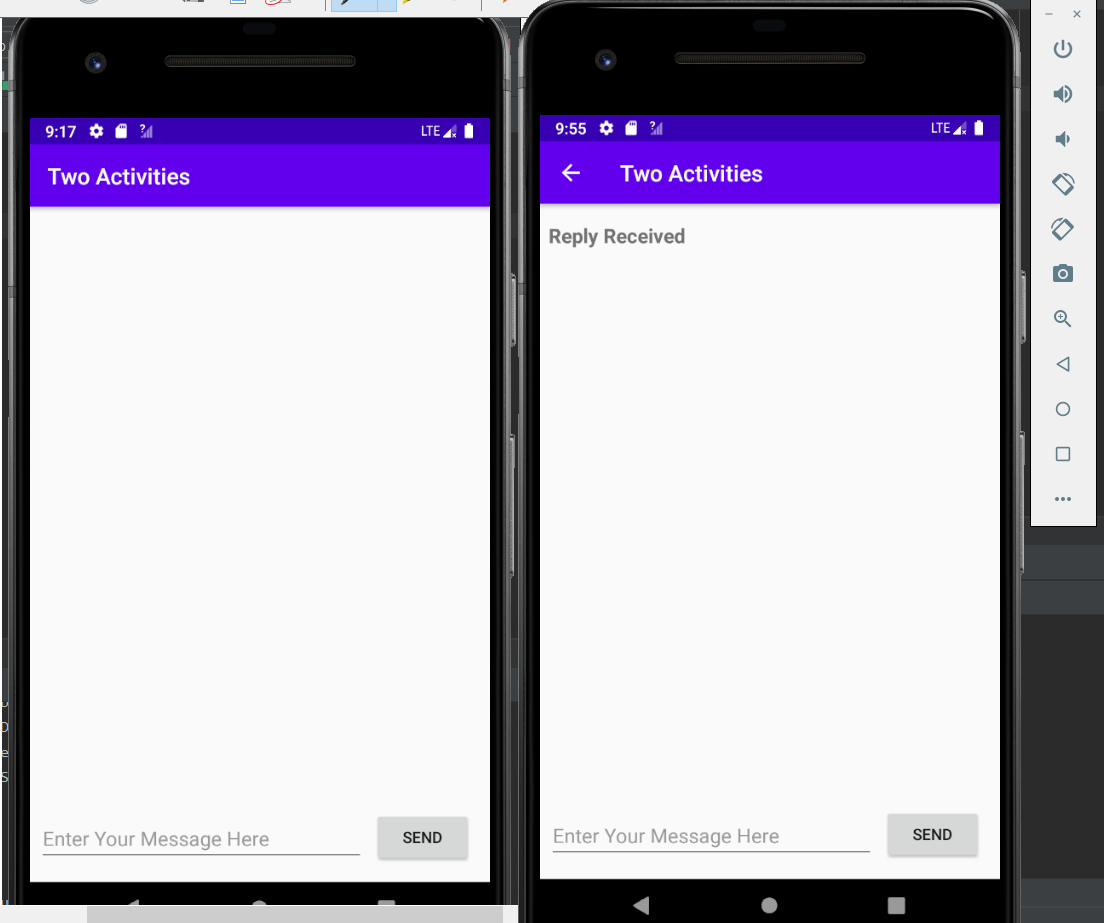 9:17 ? LTE
Two Activities
Enter Your Message Here
SEND
9:55 ? LTE
Two Activities
Reply Received
Enter Your Message Here
SEND